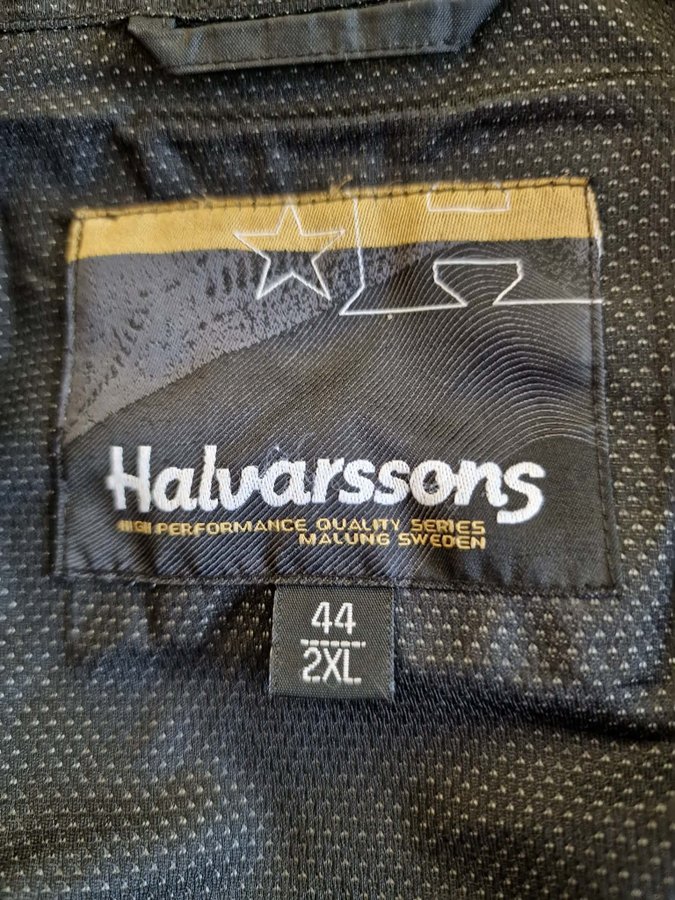 Halvarssons
HIGH PERFORMANCE QUALITY SERIES
MALUNG SWEDEN
44
2XL